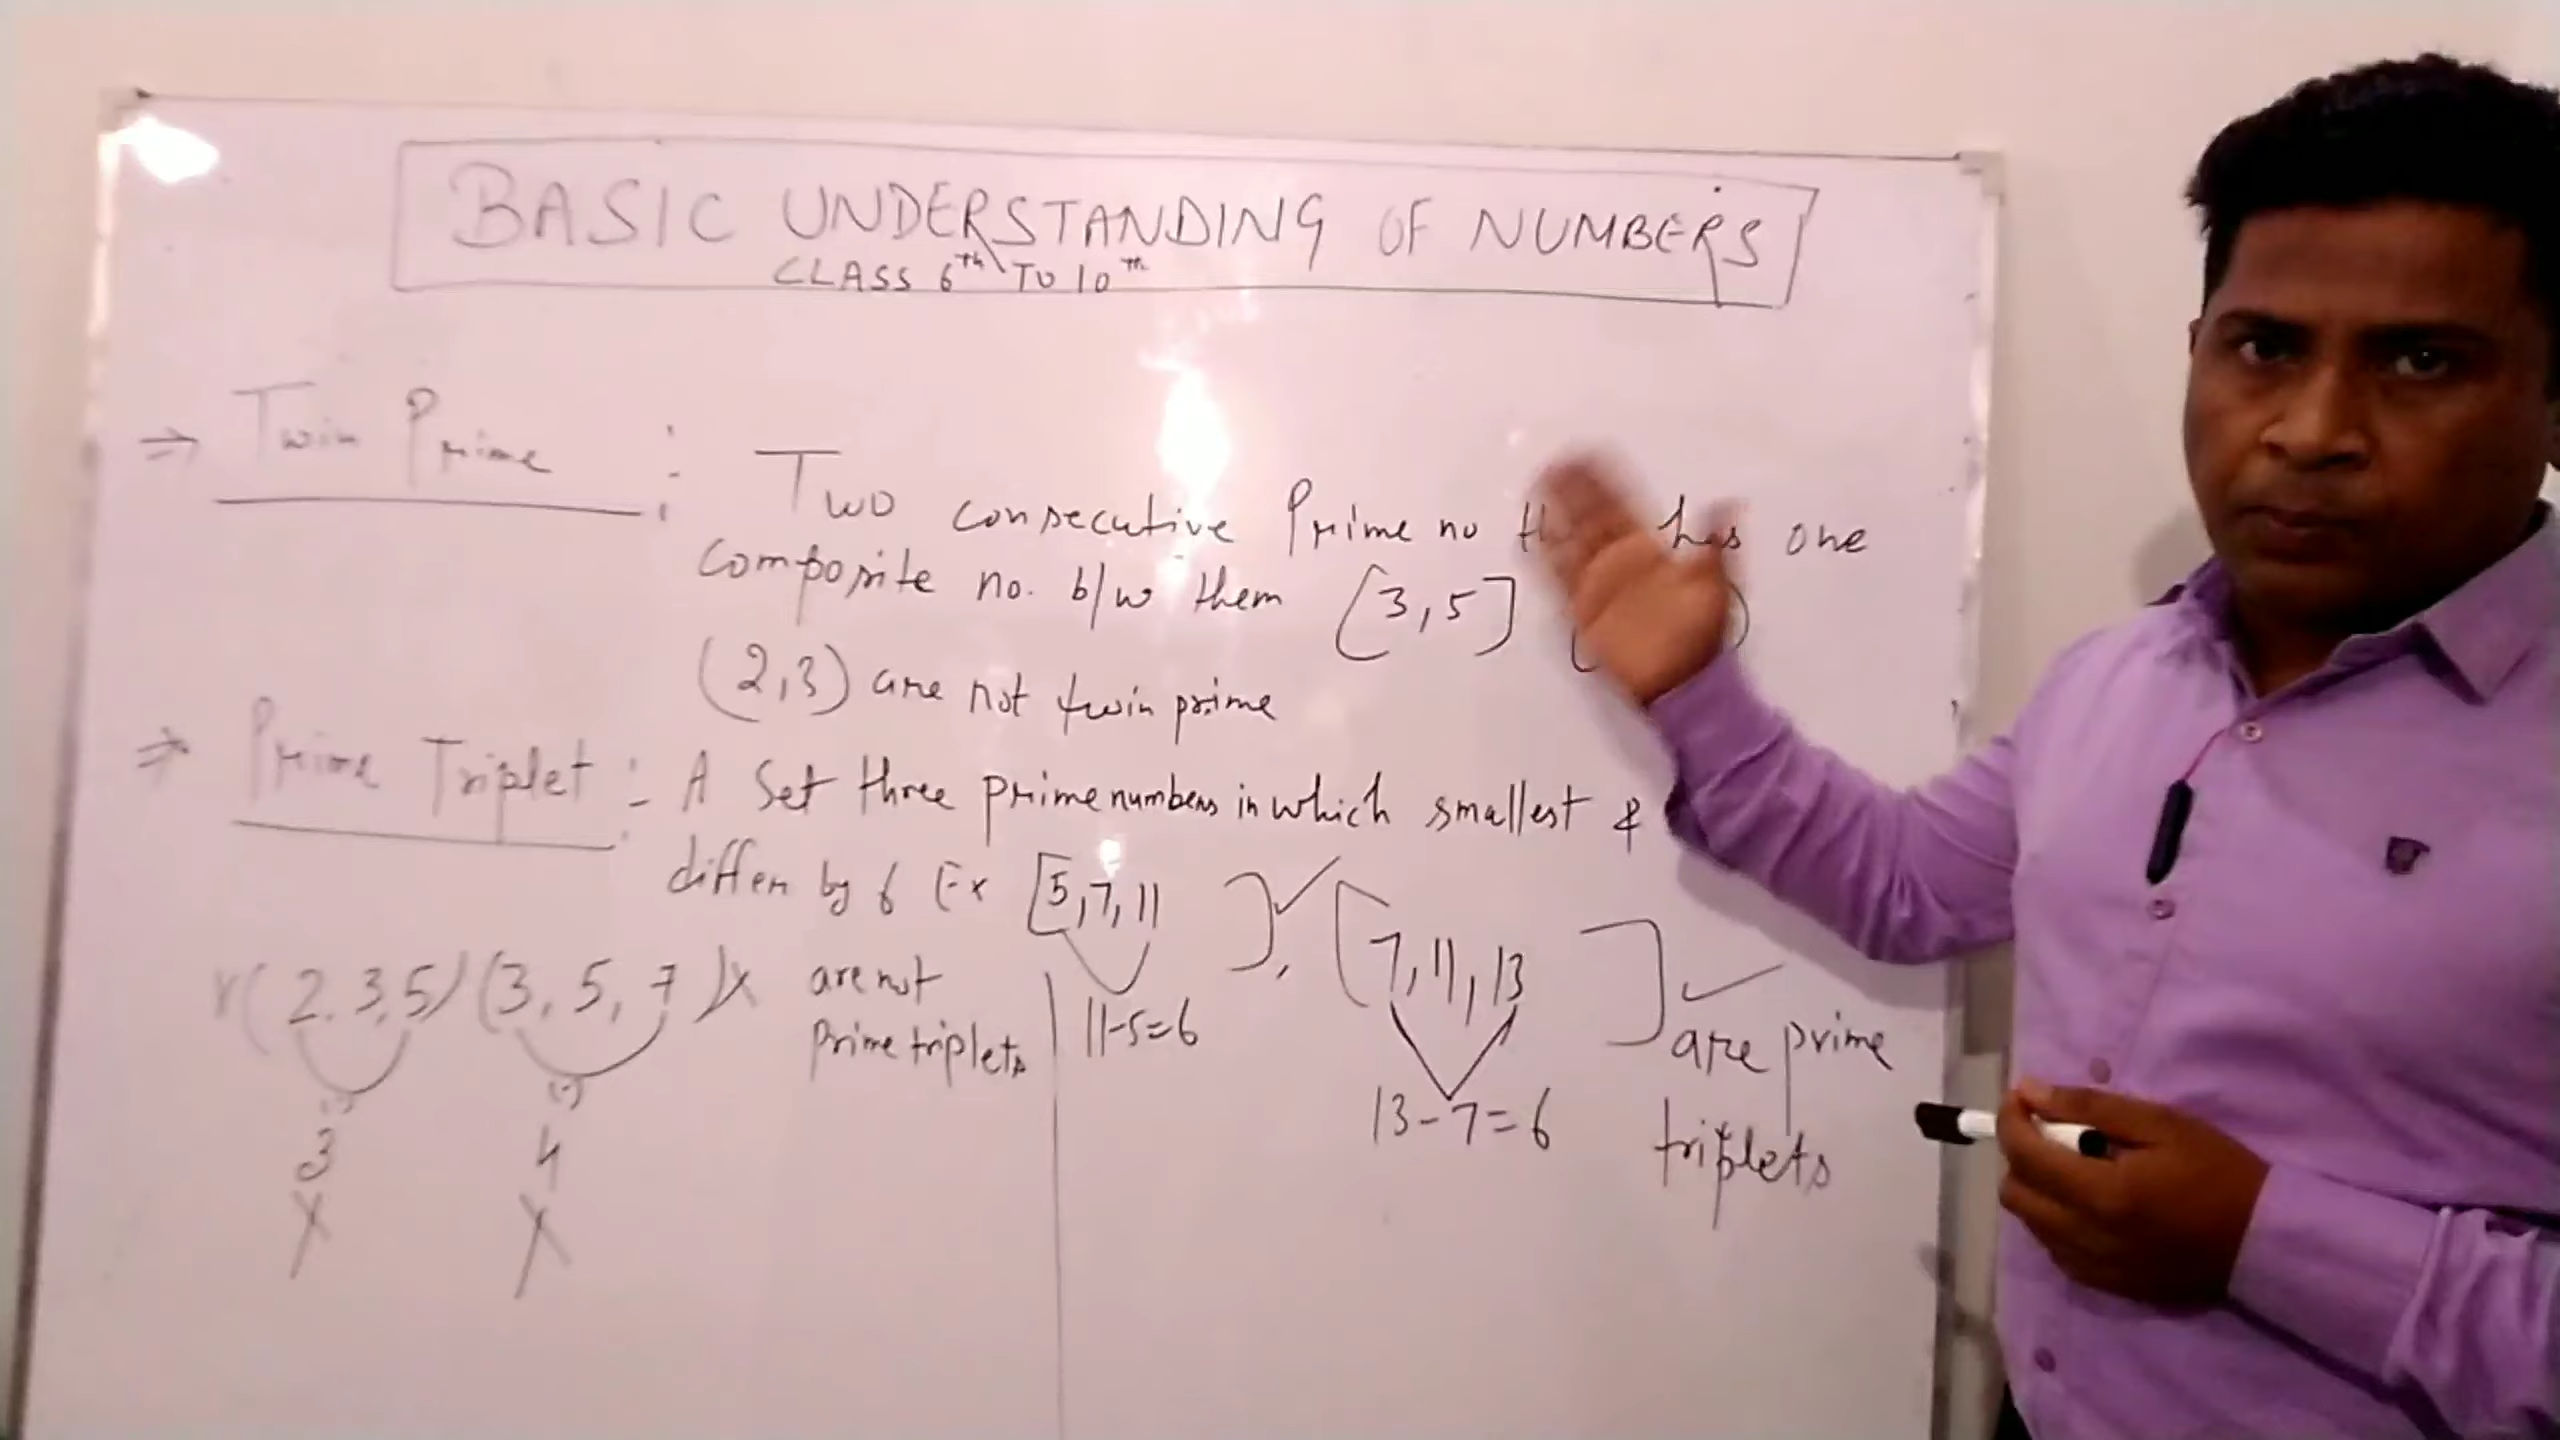 BASIC UNDERSTANDING OF NUMBERS
CLASS 6th TO 10th
⇒ Twin Prime : Two consecutive Prime no has one
composite no. b/w them (3,5]
(2,3) are not twin prime
⇒ Prime Triplet :- A Set three prime numbers in which smallest &
differ by 6 Ex [5,7,11], ✓ [7,11,13] ✓
(2,3,5) (3,5,7)X are not
prime triplets
11-5=6
are prime
triplets
(-) (-)
3 4
X X
13-7=6